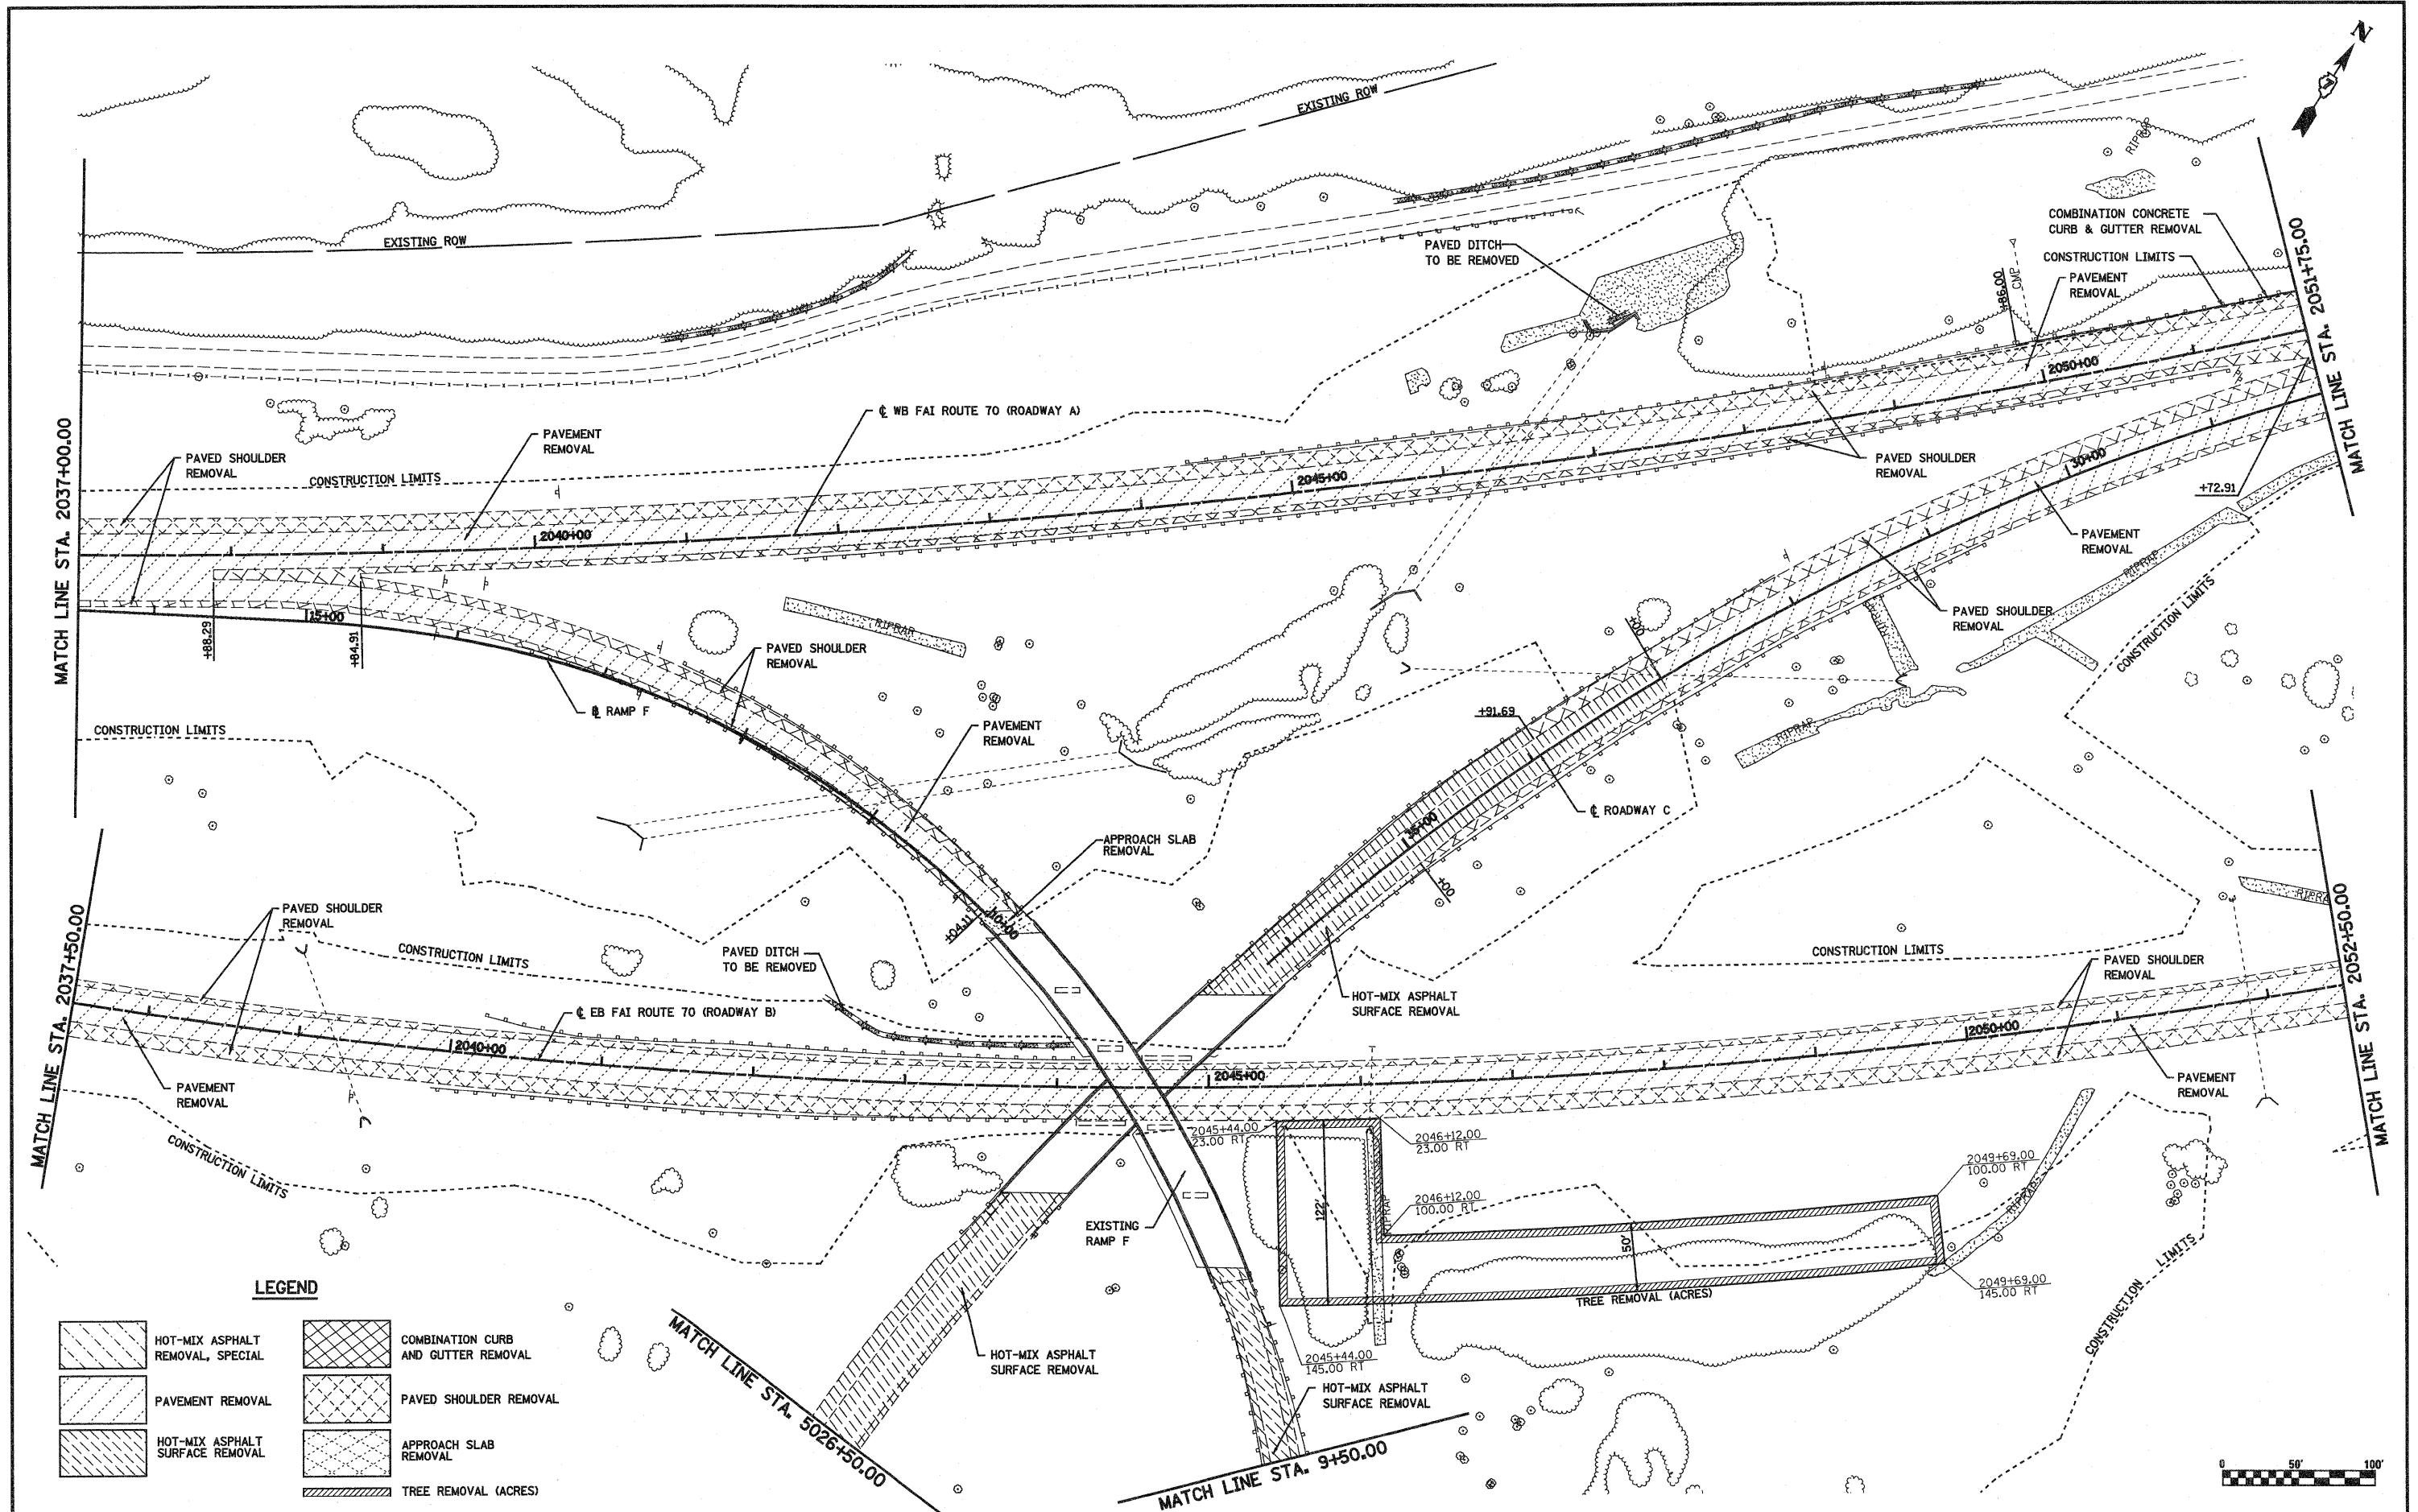 N
EXISTING ROW
RIPRAP
COMBINATION CONCRETE
CURB & GUTTER REMOVAL
EXISTING ROW
PAVED DITCH
TO BE REMOVED
CONSTRUCTION LIMITS
PAVEMENT
REMOVAL
+86.00
CMP
MATCH LINE STA. 2051+75.00
2050+00
℄ WB FAI ROUTE 70 (ROADWAY A)
PAVEMENT
REMOVAL
PAVED SHOULDER
REMOVAL
CONSTRUCTION LIMITS
MATCH LINE STA. 2037+00.00
2045+00
PAVED SHOULDER
REMOVAL
30+00
+72.91
2040+00
PAVEMENT
REMOVAL
RIPRAP
15+00
+88.29
+84.91
RIPRAP
PAVED SHOULDER
REMOVAL
+00
RIPRAP
PAVED SHOULDER
REMOVAL
CONSTRUCTION LIMITS
RAMP F
CONSTRUCTION LIMITS
PAVEMENT
REMOVAL
+91.69
RIPRAP
℄ ROADWAY C
35+00
APPROACH SLAB
REMOVAL
+00
RIPRAP
MATCH LINE STA. 2037+50.00
PAVED SHOULDER
REMOVAL
CONSTRUCTION LIMITS
10+00
+04.11
PAVED DITCH
TO BE REMOVED
CONSTRUCTION LIMITS
PAVED SHOULDER
REMOVAL
MATCH LINE STA. 2052+50.00
HOT-MIX ASPHALT
SURFACE REMOVAL
℄ EB FAI ROUTE 70 (ROADWAY B)
2040+00
2050+00
PAVEMENT
REMOVAL
2045+00
PAVEMENT
REMOVAL
CONSTRUCTION LIMITS
2045+44.00
23.00 RT
2046+12.00
23.00 RT
2049+69.00
100.00 RT
2046+12.00
100.00 RT
122'
RIPRAP
EXISTING
RAMP F
50'
2049+69.00
145.00 RT
TREE REMOVAL (ACRES)
CONSTRUCTION LIMITS
HOT-MIX ASPHALT
SURFACE REMOVAL
2045+44.00
145.00 RT
HOT-MIX ASPHALT
SURFACE REMOVAL
MATCH LINE STA. 5026+50.00
MATCH LINE STA. 9+50.00
LEGEND
HOT-MIX ASPHALT
REMOVAL, SPECIAL
PAVEMENT REMOVAL
HOT-MIX ASPHALT
SURFACE REMOVAL
COMBINATION CURB
AND GUTTER REMOVAL
PAVED SHOULDER REMOVAL
APPROACH SLAB
REMOVAL
TREE REMOVAL (ACRES)
0 50' 100'